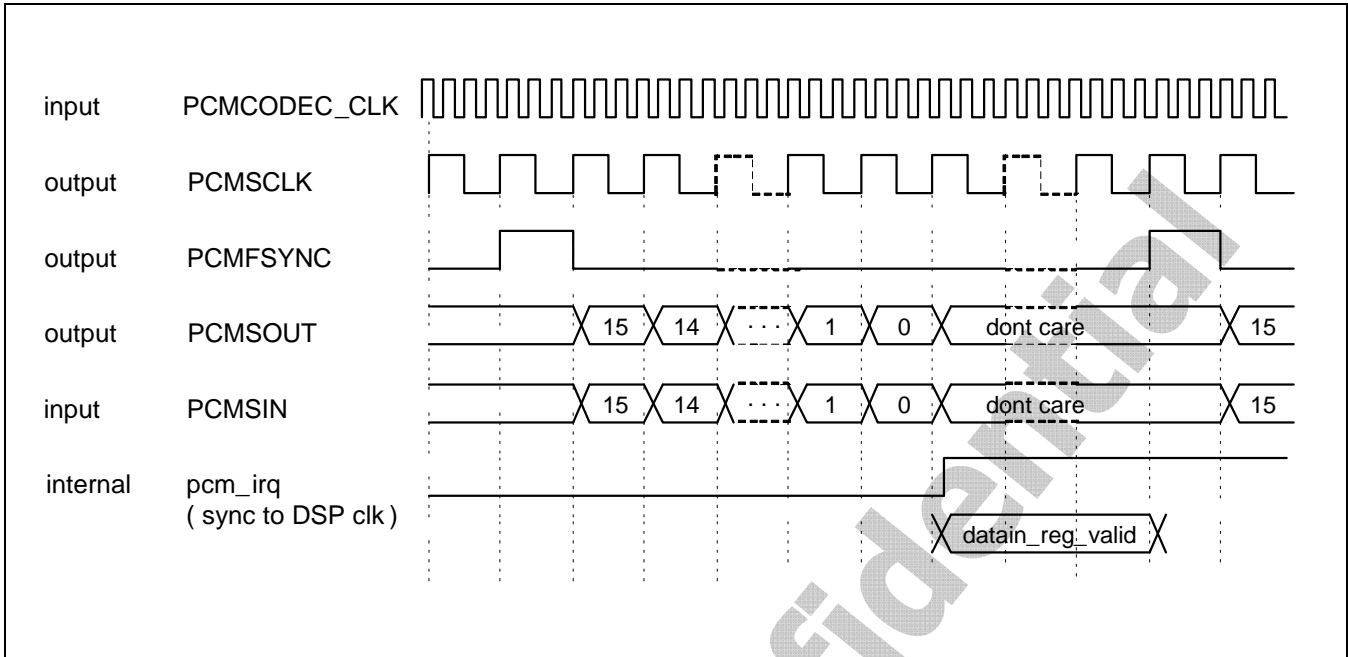 input PCMCODEC_CLK
output PCMSCLK
output PCMFSYNC
output PCMSOUT 15 14 ··· 1 0 dont care 15
input PCMSIN 15 14 ··· 1 0 dont care 15
internal pcm_irq
( sync to DSP clk )
datain_reg_valid
fidential